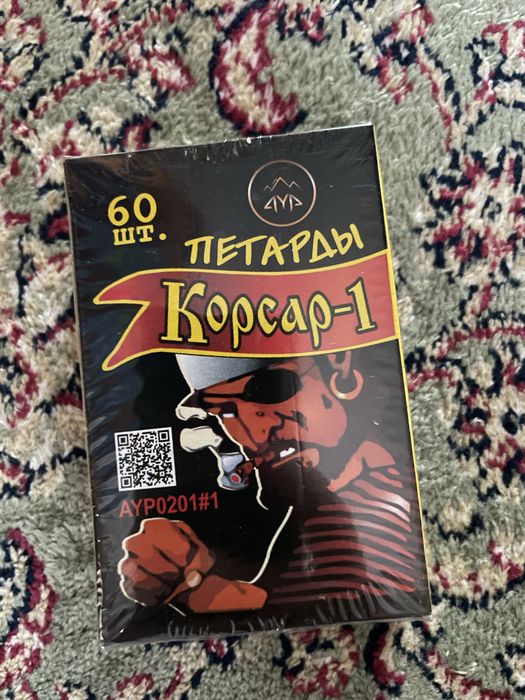 АУР
60
шт.
ПЕТАРДЫ
Корсар-1
AYP0201#1